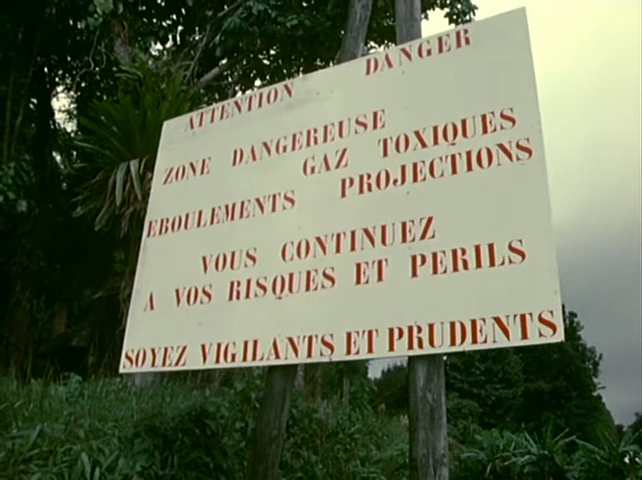 ATTENTION DANGER
ZONE DANGEREUSE
GAZ TOXIQUES
EBOULEMENTS PROJECTIONS
VOUS CONTINUEZ
A VOS RISQUES ET PERILS
SOYEZ VIGILANTS ET PRUDENTS